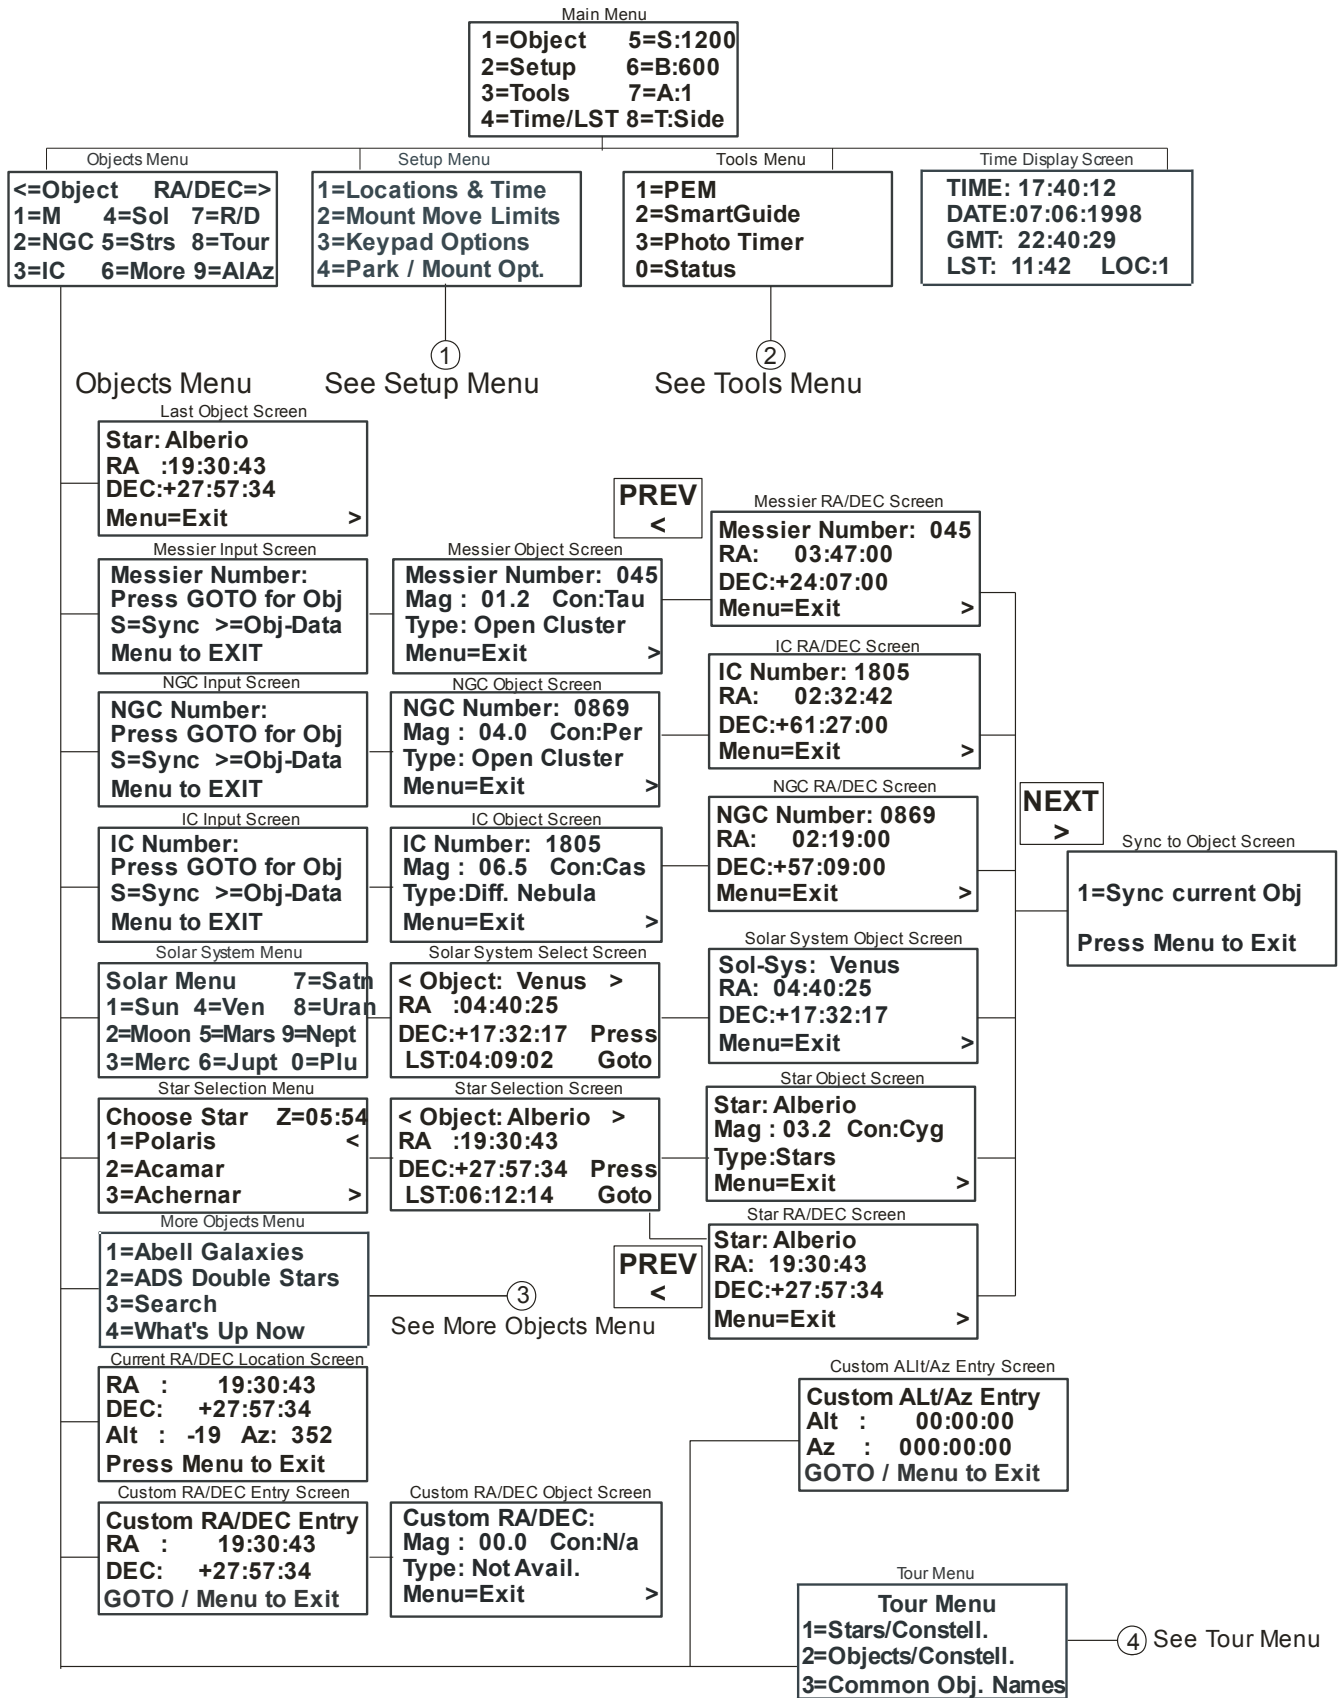 Main Menu
1=Object 5=S:1200
2=Setup 6=B:600
3=Tools 7=A:1
4=Time/LST 8=T:Side
Objects Menu
<=Object RA/DEC=>
1=M 4=Sol 7=R/D
2=NGC 5=Strs 8=Tour
3=IC 6=More 9=AlAz
Setup Menu
1=Locations & Time
2=Mount Move Limits
3=Keypad Options
4=Park / Mount Opt.
Tools Menu
1=PEM
2=SmartGuide
3=Photo Timer
0=Status
Time Display Screen
TIME: 17:40:12
DATE:07:06:1998
GMT: 22:40:29
LST: 11:42 LOC:1
1
See Setup Menu
2
See Tools Menu
Objects Menu
Last Object Screen
Star: Alberio
RA :19:30:43
DEC:+27:57:34
Menu=Exit >
PREV
<
Messier Input Screen
Messier Number:
Press GOTO for Obj
S=Sync >=Obj-Data
Menu to EXIT
Messier Object Screen
Messier Number: 045
Mag : 01.2 Con:Tau
Type: Open Cluster
Menu=Exit >
Messier RA/DEC Screen
Messier Number: 045
RA: 03:47:00
DEC:+24:07:00
Menu=Exit >
NGC Input Screen
NGC Number:
Press GOTO for Obj
S=Sync >=Obj-Data
Menu to EXIT
NGC Object Screen
NGC Number: 0869
Mag : 04.0 Con:Per
Type: Open Cluster
Menu=Exit >
IC RA/DEC Screen
IC Number: 1805
RA: 02:32:42
DEC:+61:27:00
Menu=Exit >
IC Input Screen
IC Number:
Press GOTO for Obj
S=Sync >=Obj-Data
Menu to EXIT
IC Object Screen
IC Number: 1805
Mag : 06.5 Con:Cas
Type:Diff. Nebula
Menu=Exit >
NGC RA/DEC Screen
NGC Number: 0869
RA: 02:19:00
DEC:+57:09:00
Menu=Exit >
NEXT
>
Sync to Object Screen
1=Sync current Obj
Press Menu to Exit
Solar System Menu
Solar Menu 7=Satn
1=Sun 4=Ven 8=Uran
2=Moon 5=Mars 9=Nept
3=Merc 6=Jupt 0=Plu
Solar System Select Screen
< Object: Venus >
RA :04:40:25
DEC:+17:32:17 Press
LST:04:09:02 Goto
Solar System Object Screen
Sol-Sys: Venus
RA: 04:40:25
DEC:+17:32:17
Menu=Exit >
Star Selection Menu
Choose Star Z=05:54
1=Polaris <
2=Acamar
3=Achernar >
Star Selection Screen
< Object: Alberio >
RA :19:30:43
DEC:+27:57:34 Press
LST:06:12:14 Goto
Star Object Screen
Star: Alberio
Mag : 03.2 Con:Cyg
Type:Stars
Menu=Exit >
More Objects Menu
1=Abell Galaxies
2=ADS Double Stars
3=Search
4=What's Up Now
3
See More Objects Menu
PREV
<
Star RA/DEC Screen
Star: Alberio
RA: 19:30:43
DEC:+27:57:34
Menu=Exit >
Current RA/DEC Location Screen
RA : 19:30:43
DEC: +27:57:34
Alt : -19 Az: 352
Press Menu to Exit
Custom ALlt/Az Entry Screen
Custom ALt/Az Entry
Alt : 00:00:00
Az : 000:00:00
GOTO / Menu to Exit
Custom RA/DEC Entry Screen
Custom RA/DEC Entry
RA : 19:30:43
DEC: +27:57:34
GOTO / Menu to Exit
Custom RA/DEC Object Screen
Custom RA/DEC:
Mag : 00.0 Con:N/a
Type: Not Avail.
Menu=Exit >
Tour Menu
Tour Menu
1=Stars/Constell.
2=Objects/Constell.
3=Common Obj. Names
4 See Tour Menu